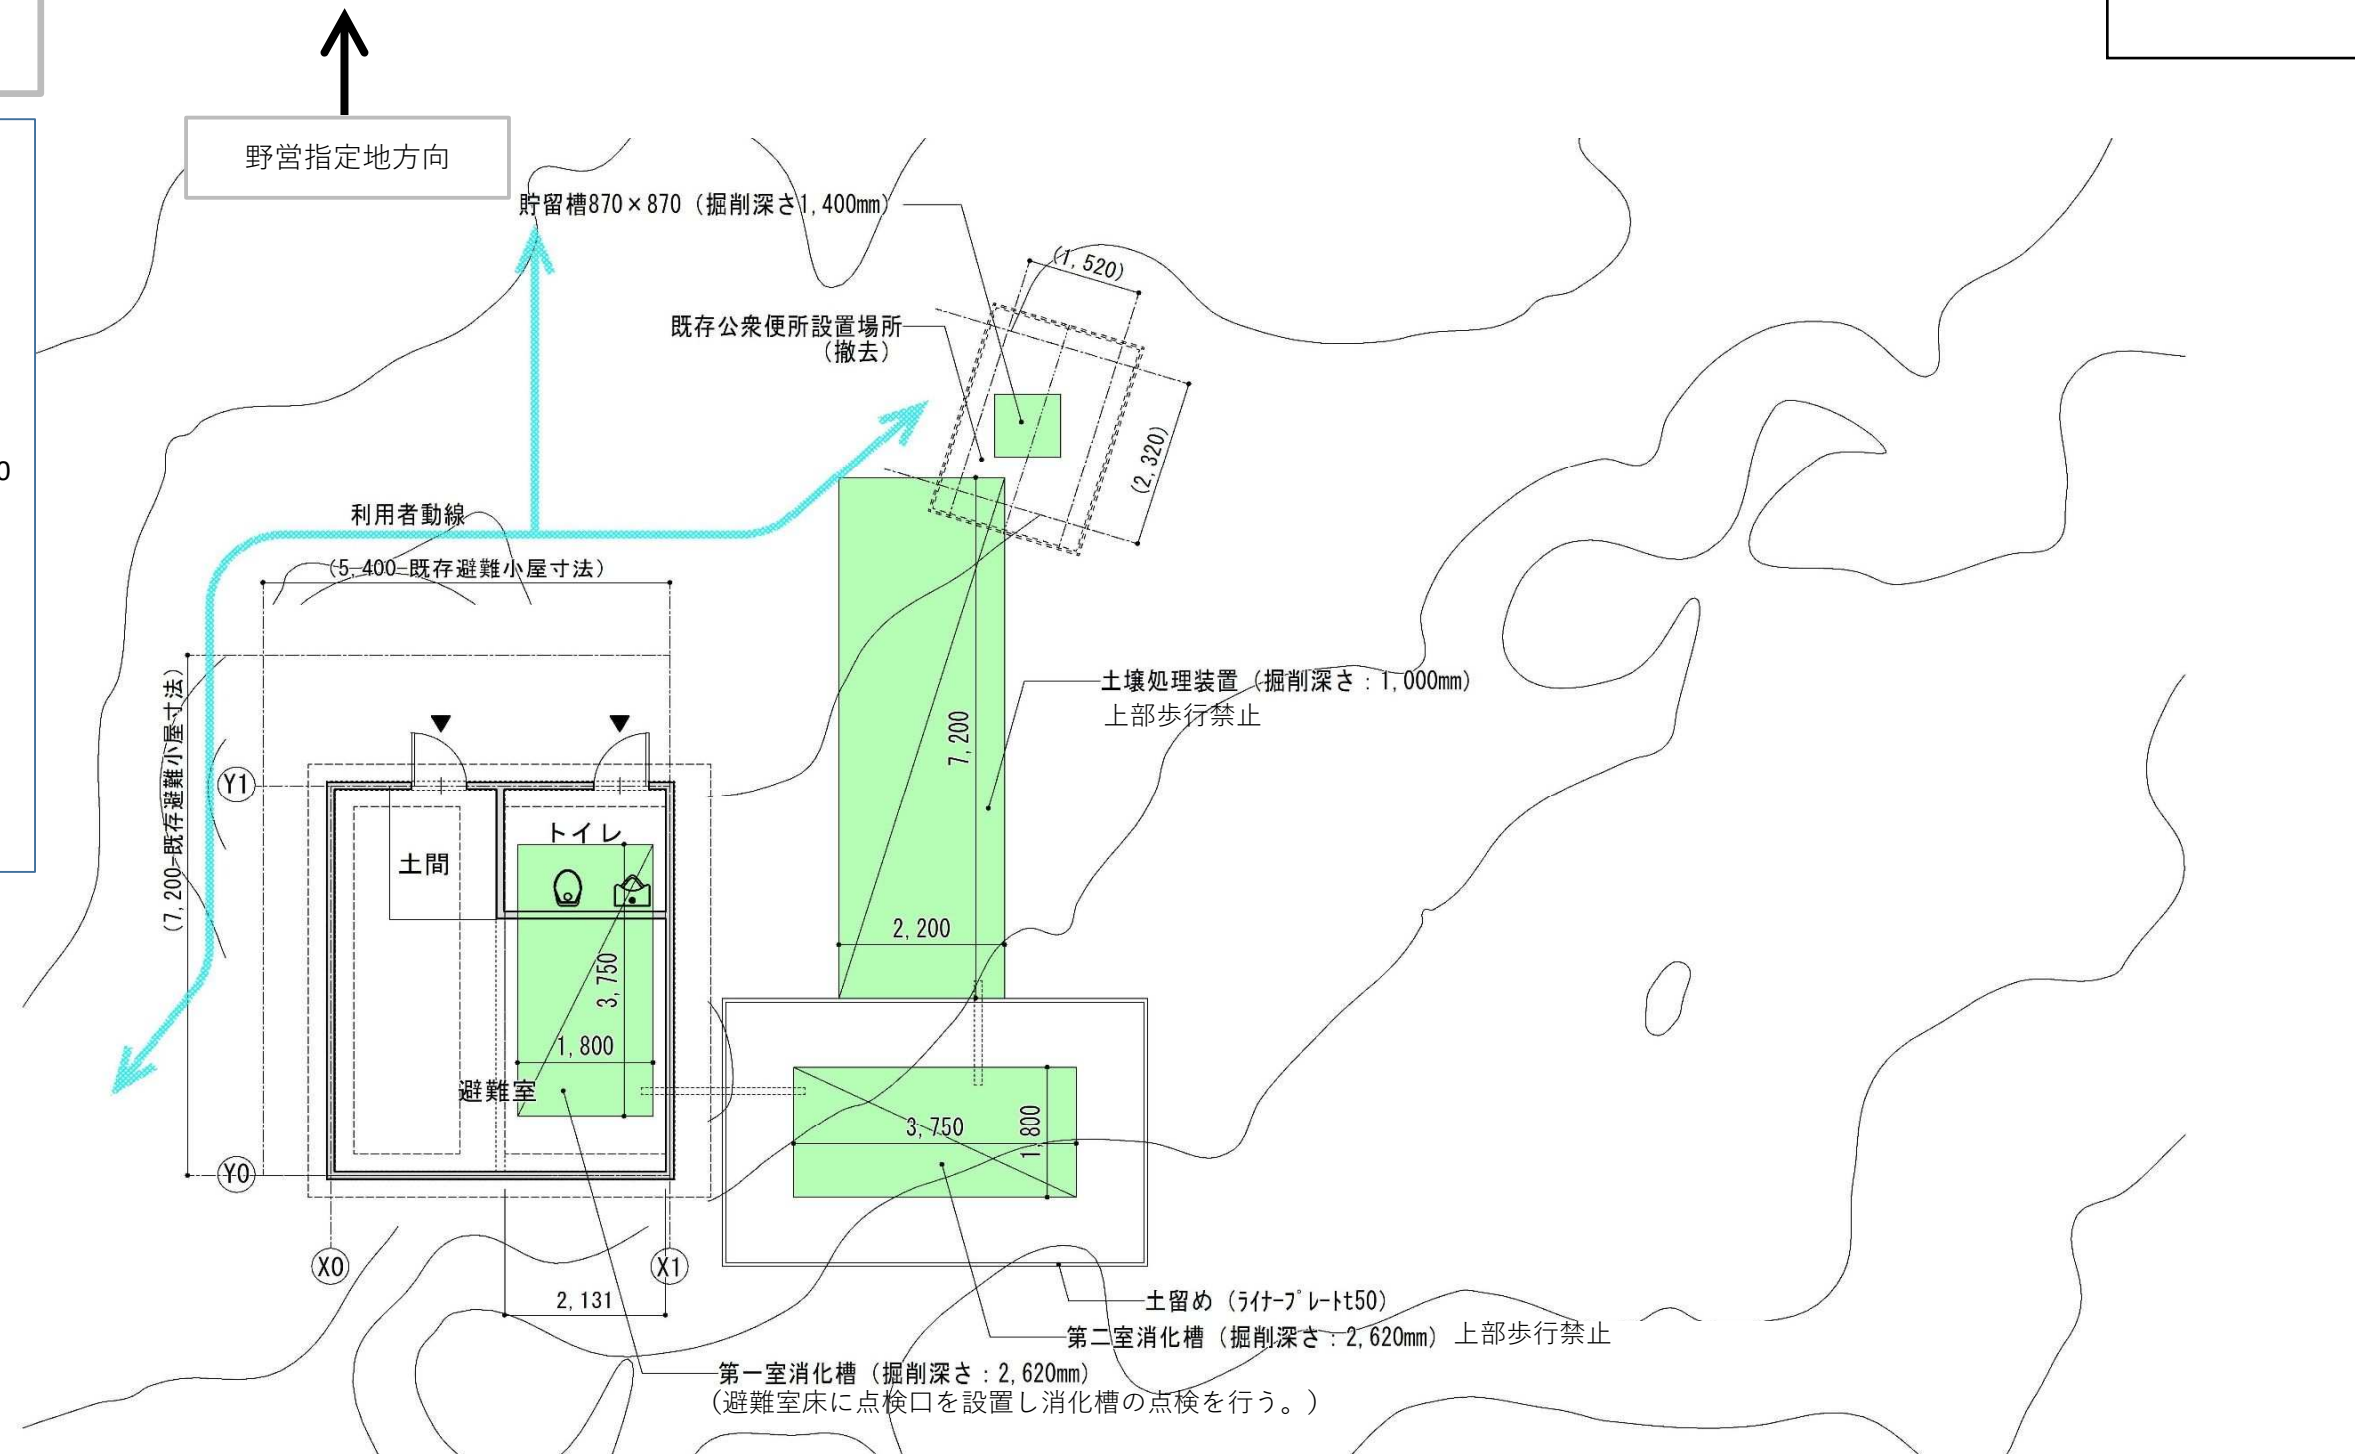 野営指定地方向
貯留槽870×870（掘削深さ1,400mm）
(1,520)
既存公衆便所設置場所
（撤去）
0
(2,320)
利用者動線
(5,400-既存避難小屋寸法)
(7,200-既存避難小屋寸法)
土壌処理装置（掘削深さ：1,000mm）
上部歩行禁止
7,200
Y1
トイレ
土間
2,200
3,750
1,800
避難室
3,750
1,800
Y0
X0
X1
2,131
土留め（ﾗｲﾅｰﾌﾟﾚｰﾄt50）
第二室消化槽（掘削深さ：2,620mm）上部歩行禁止
第一室消化槽（掘削深さ：2,620mm）
（避難室床に点検口を設置し消化槽の点検を行う。）